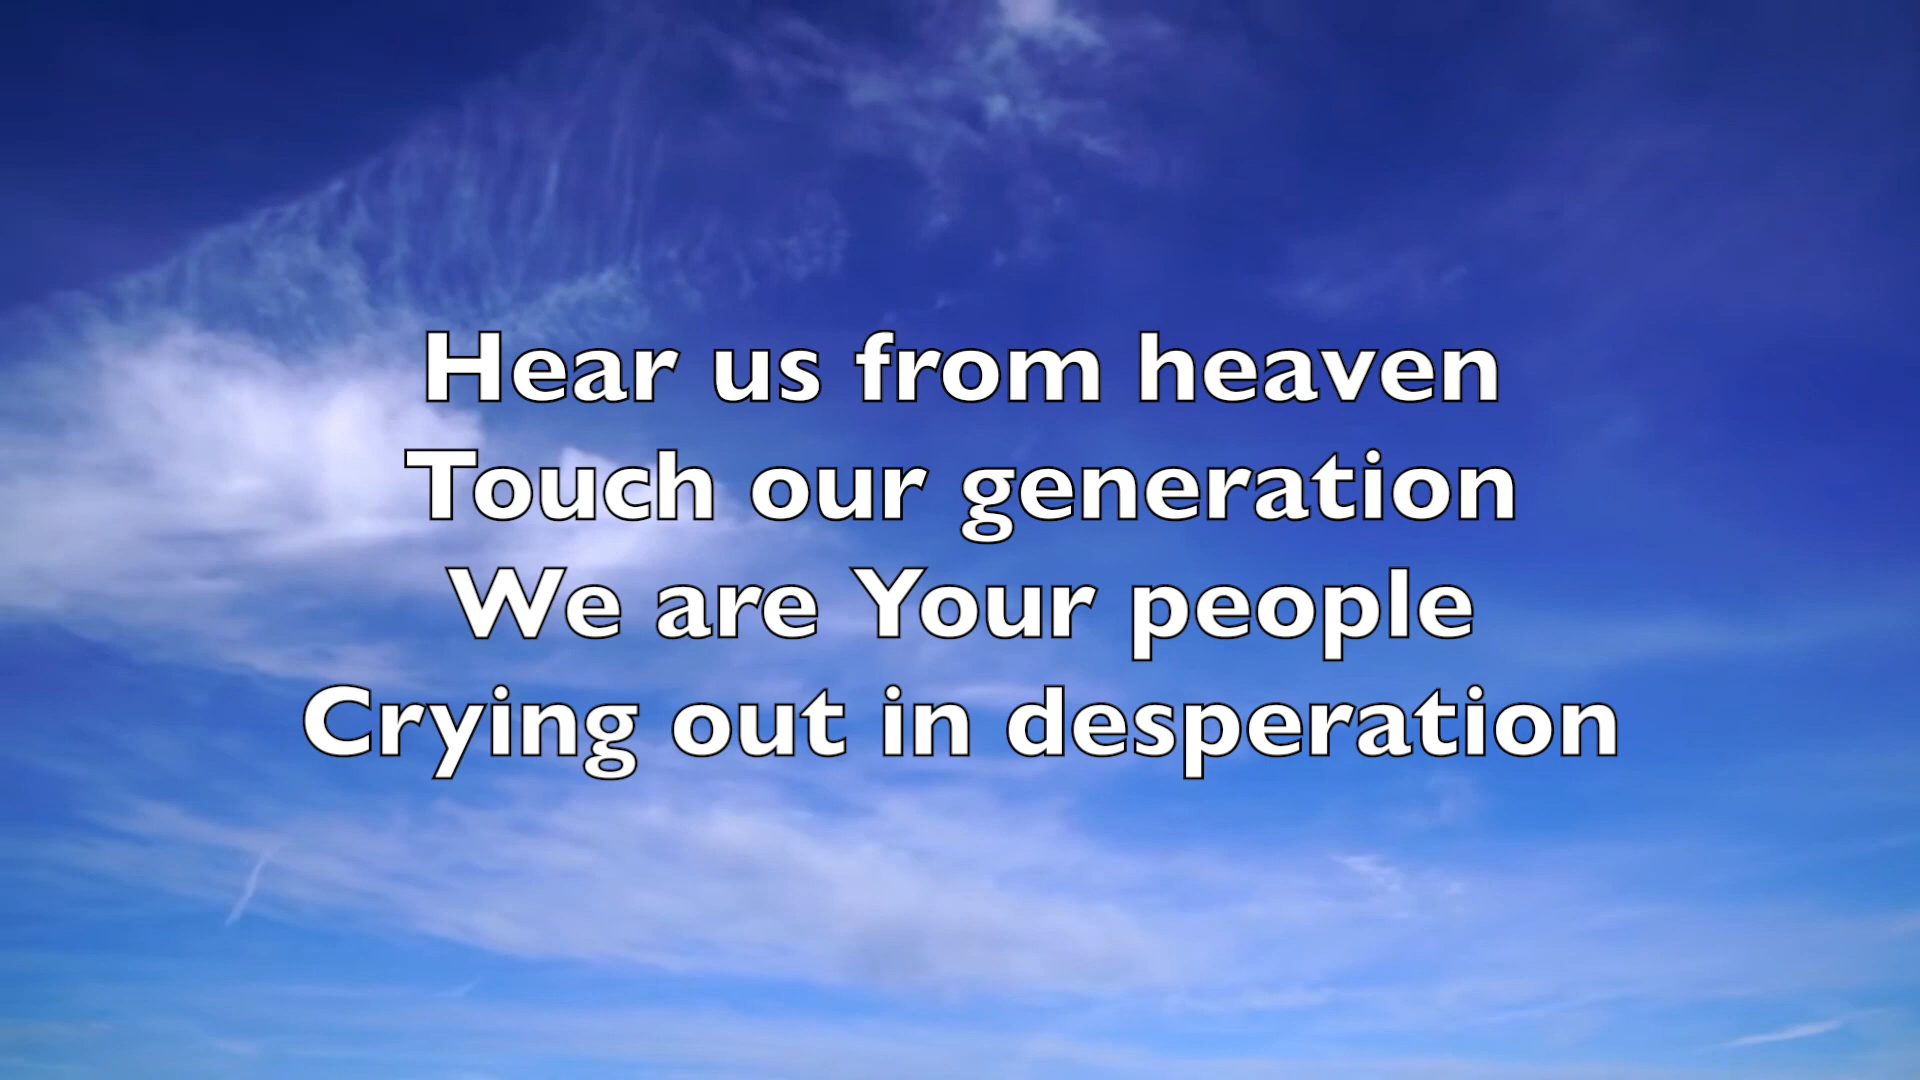 Hear us from heaven
Touch our generation
We are Your people
Crying out in desperation